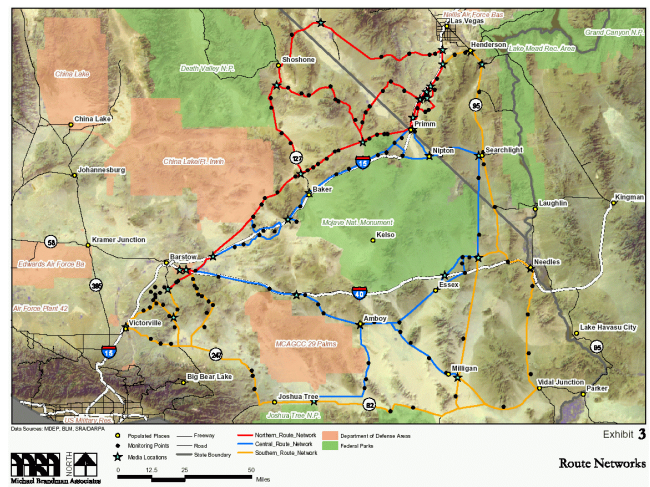 Nellis Air Force Bas
Las Vegas
Grand Canyon N.P.
Henderson
Lake Mead Rec. Area
Shoshone
Death Valley N.P.
China Lake
95
China Lake
Primm
127
15
Nipton
Searchlight
China Lake/Ft. Irwin
Johannesburg
Baker
Kingman
Laughlin
Mojave Nat. Monument
Kelso
58
Kramer Junction
Barstow
Edwards Air Force Ba
Needles
395
40
Essex
Air Force Plant 42
Victorville
Amboy
Lake Havasu City
95
15
247
MCAGCC 29 Palms
Milligan
Big Bear Lake
Vidal Junction
Parker
Joshua Tree
62
Joshua Tree N.P.
US Military Res
Data Sources: MDEP, BLM, SRA/DARPA
Exhibit 3
Populated Places
Monitoring Points
Media Locations
Freeway
Road
State Boundary
Northern_Route_Network
Central_Route_Network
Southern_Route_Network
Department of Defense Areas
Federal Parks
NORTH
Michael Brandman Associates
0 12.5 25 50
Miles
Route Networks